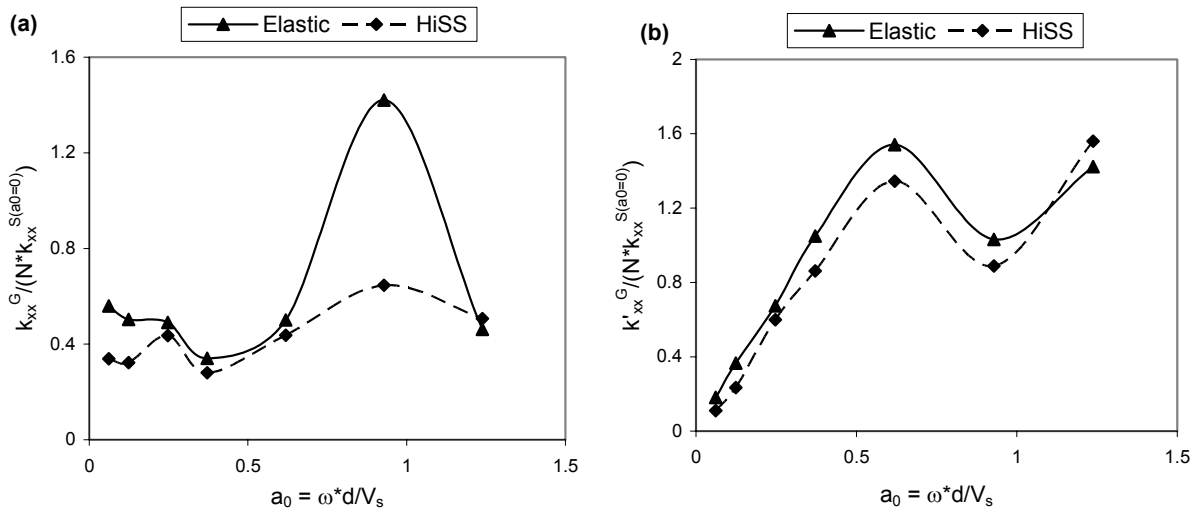 (a)
Elastic HiSS
1.6
1.2
0.8
0.4
0
0 0.5 1 1.5
k_xx^G/(N*k_xx^S(a0=0))
a_0 = ω*d/V_s
(b)
Elastic HiSS
2
1.6
1.2
0.8
0.4
0
0 0.5 1 1.5
k'_xx^G/(N*k_xx^S(a0=0))
a_0 = ω*d/V_s